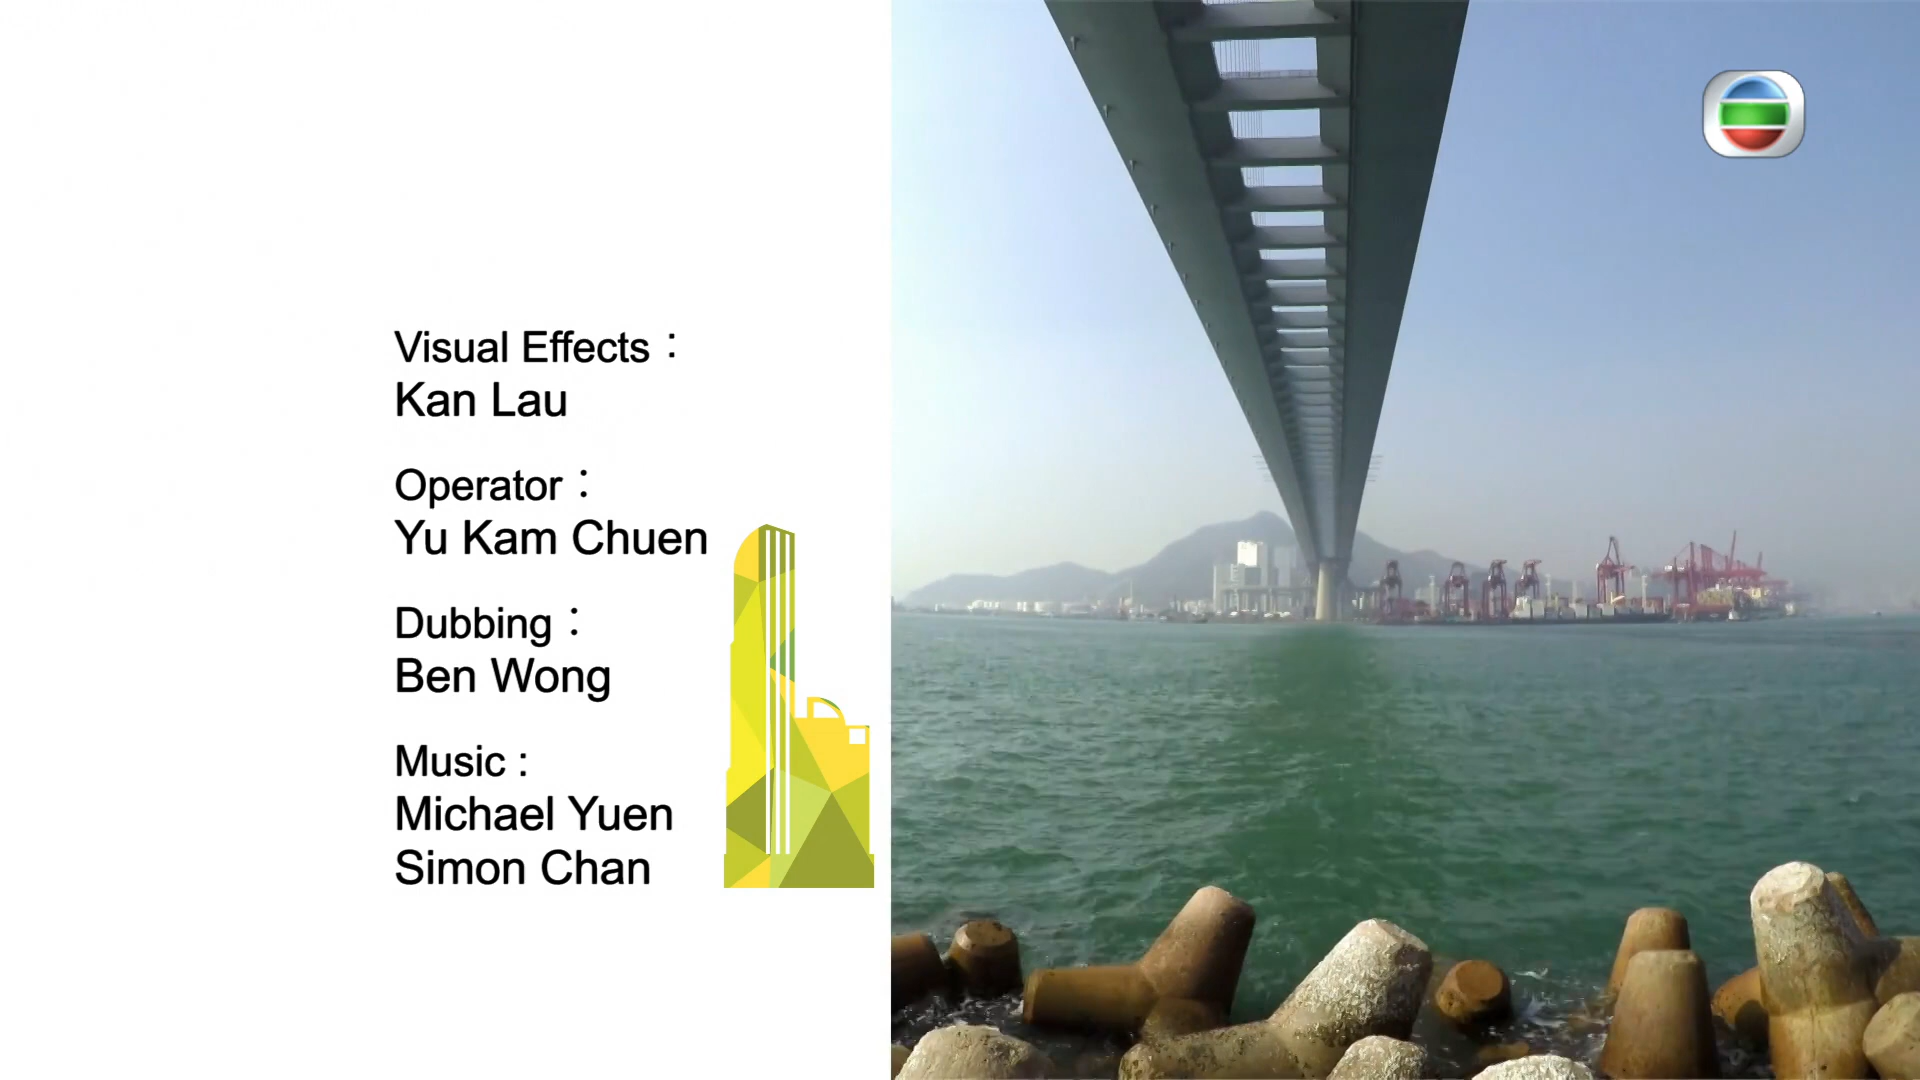 Visual Effects：
Kan Lau
Operator：
Yu Kam Chuen
Dubbing：
Ben Wong
Music :
Michael Yuen
Simon Chan